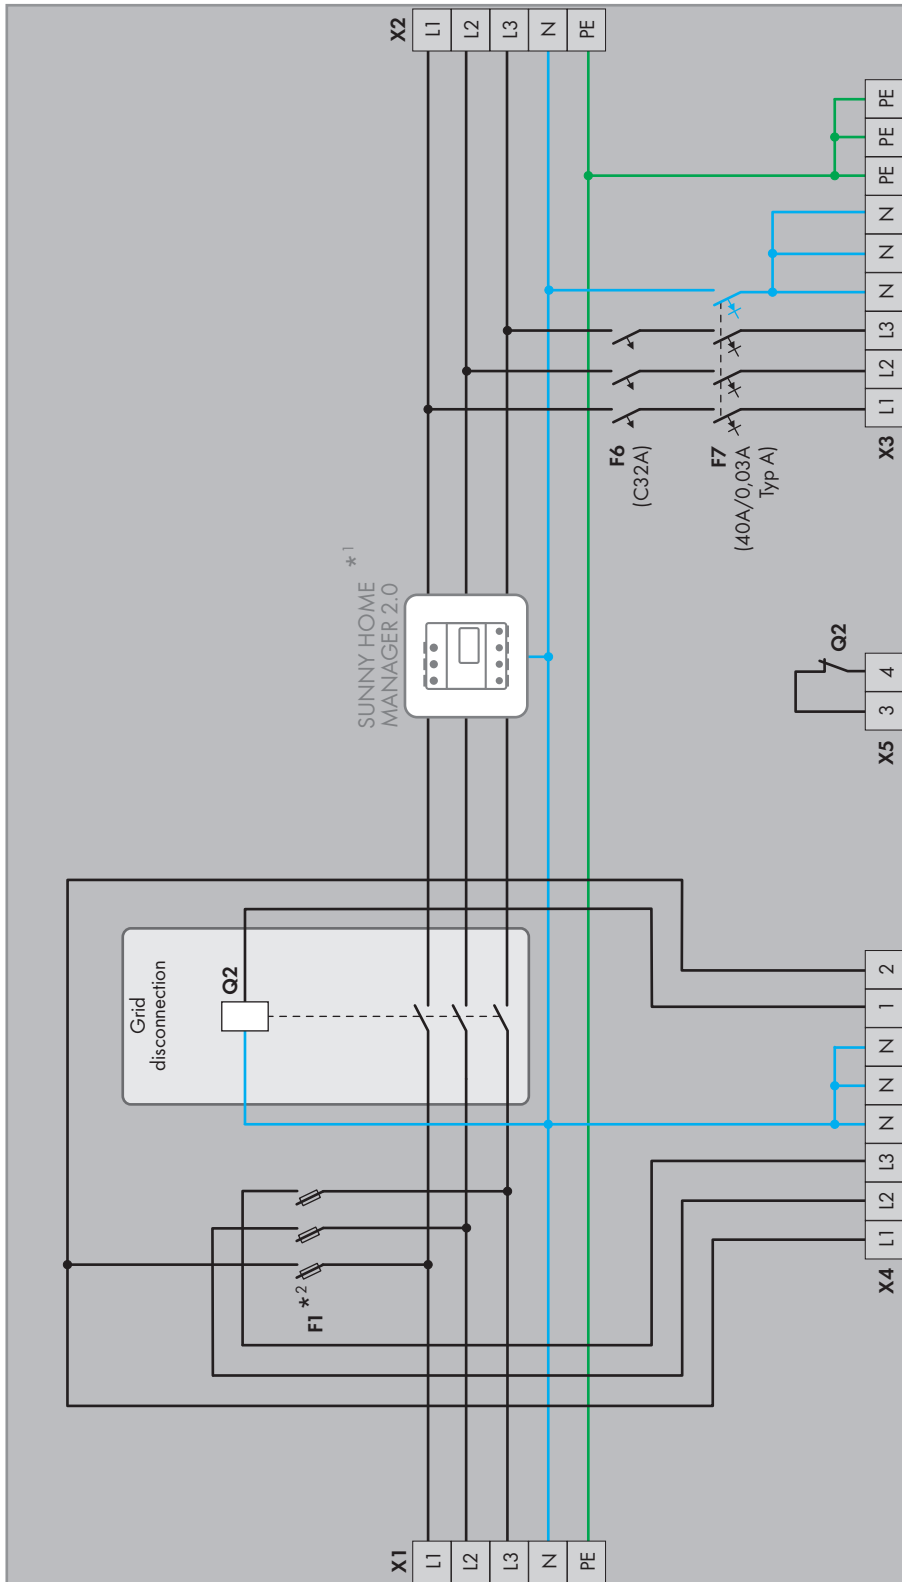 X2
L1
L2
L3
N
PE
PE
PE
PE
N
N
N
L3
L2
L1
X3
F6
(C32A)
F7
(40A/0,03A
Typ A)
SUNNY HOME *1
MANAGER 2.0
Q2
4
3
X5
Grid
disconnection
Q2
2
1
N
N
N
L3
L2
L1
X4
F1 *2
X1
L1
L2
L3
N
PE